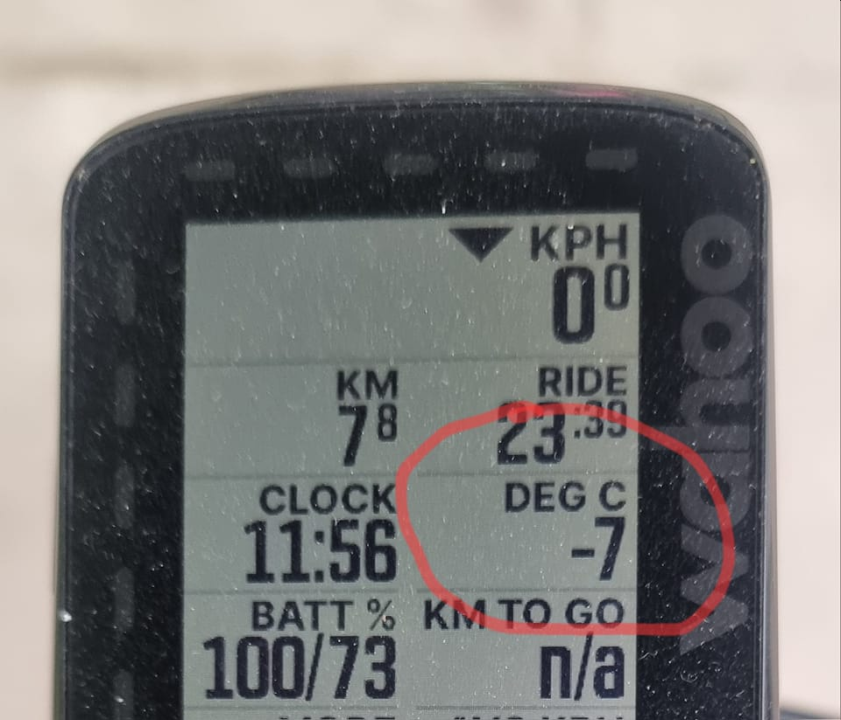 KPH
0⁰
KM RIDE
7⁸ 23:39
CLOCK DEG C
11:56 -7
BATT % KM TO GO
100/73 n/a
wahoo